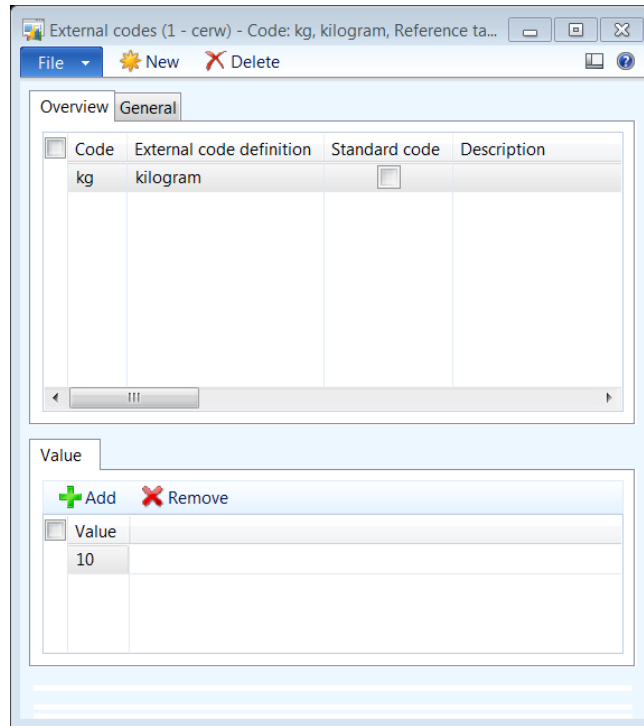 External codes (1 - cerw) - Code: kg, kilogram, Reference ta...
File New Delete
Overview General
Code External code definition Standard code Description
kg kilogram
Value
Add Remove
Value
10